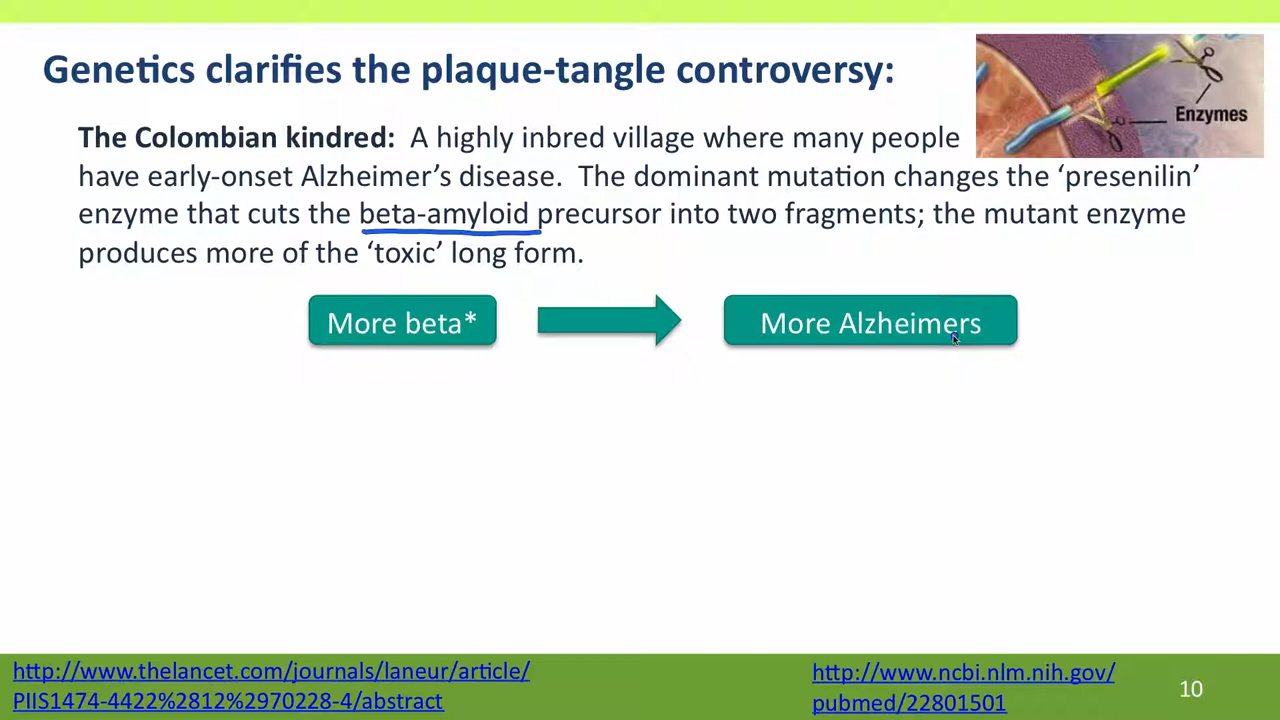 Genetics clarifies the plaque-tangle controversy:
Enzymes
The Colombian kindred: A highly inbred village where many people
have early-onset Alzheimer’s disease. The dominant mutation changes the ‘presenilin’
enzyme that cuts the beta-amyloid precursor into two fragments; the mutant enzyme
produces more of the ‘toxic’ long form.
More beta*
More Alzheimers
http://www.thelancet.com/journals/laneur/article/
PIIS1474-4422%2812%2970228-4/abstract
http://www.ncbi.nlm.nih.gov/
pubmed/22801501
10